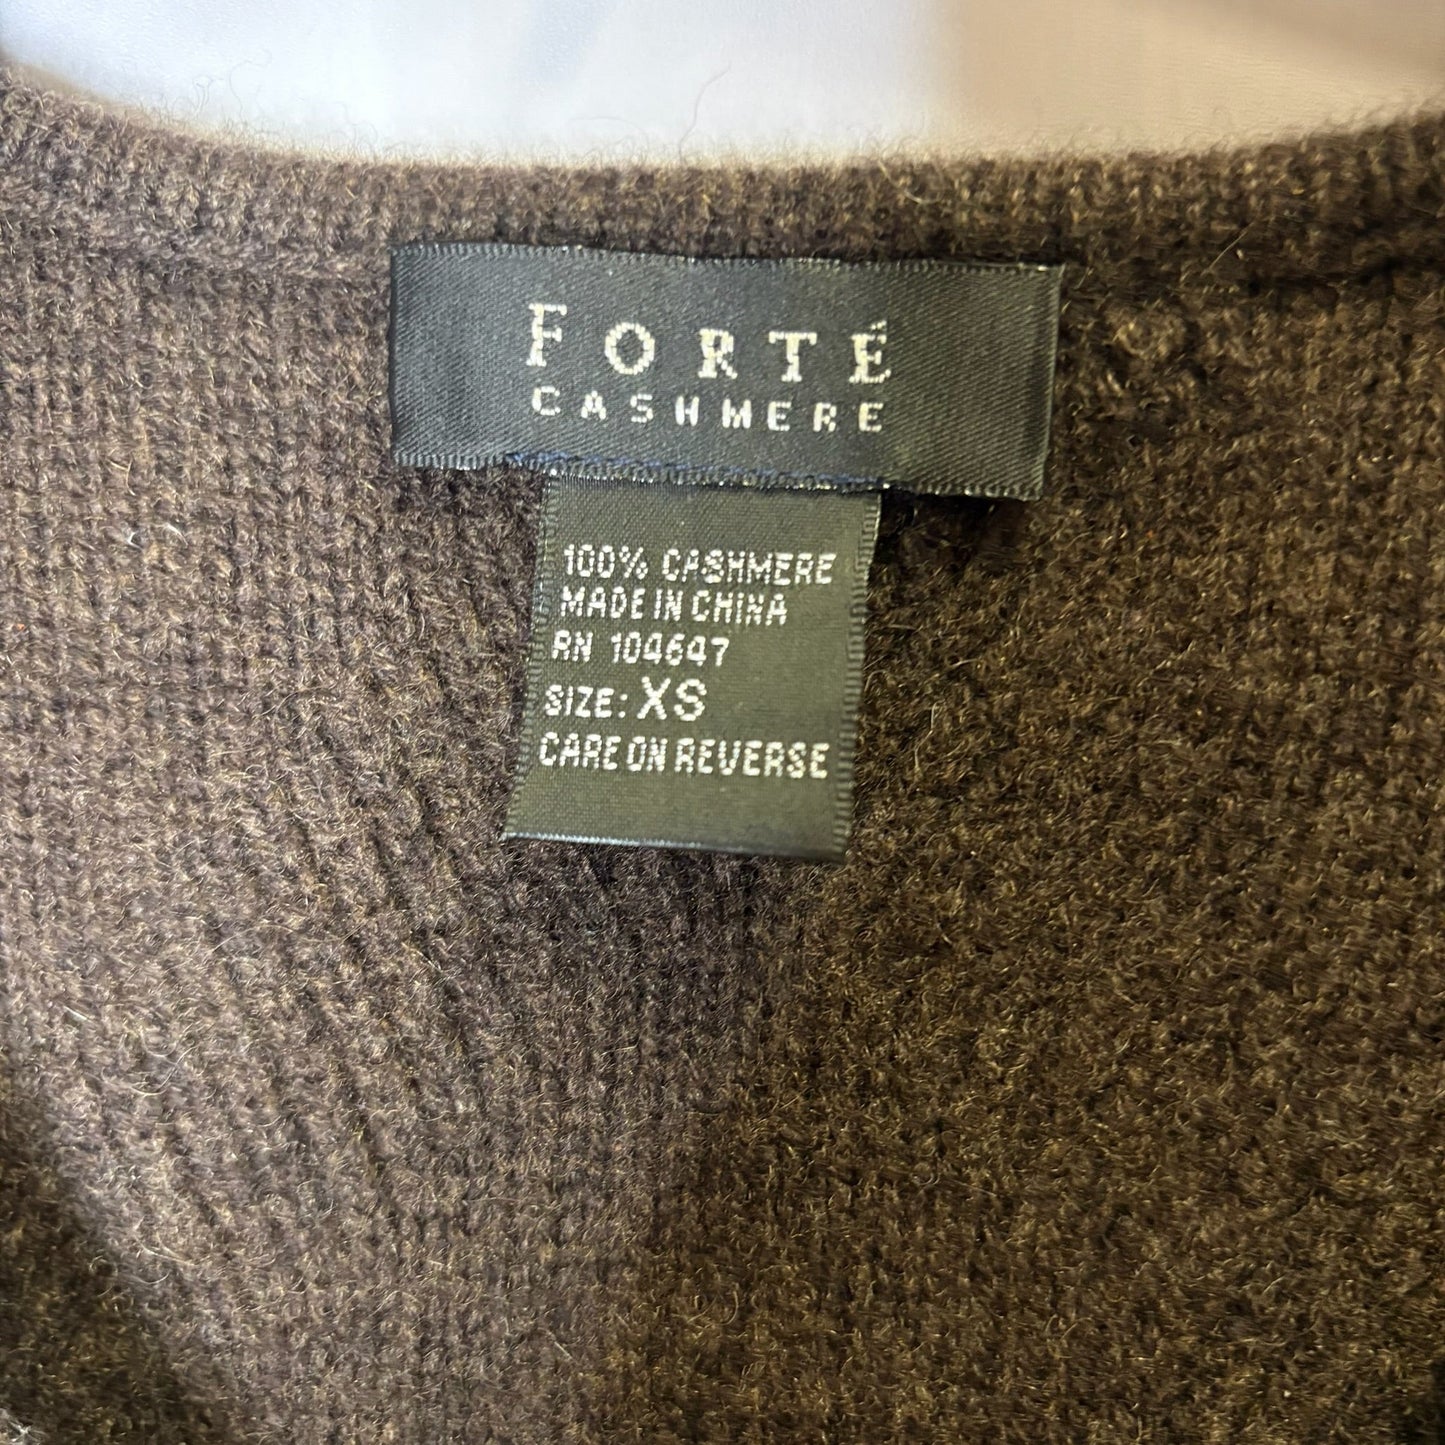 FORTÉ
CASHMERE
100% CASHMERE
MADE IN CHINA
RN 104647
SIZE: XS
CARE ON REVERSE